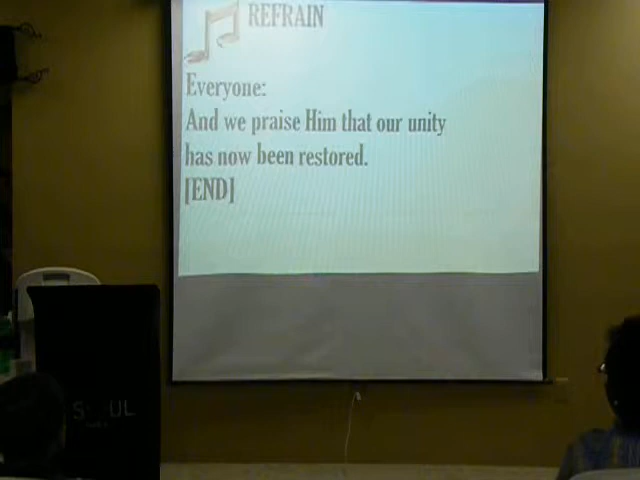 REFRAIN
Everyone:
And we praise Him that our unity
has now been restored.
[END]